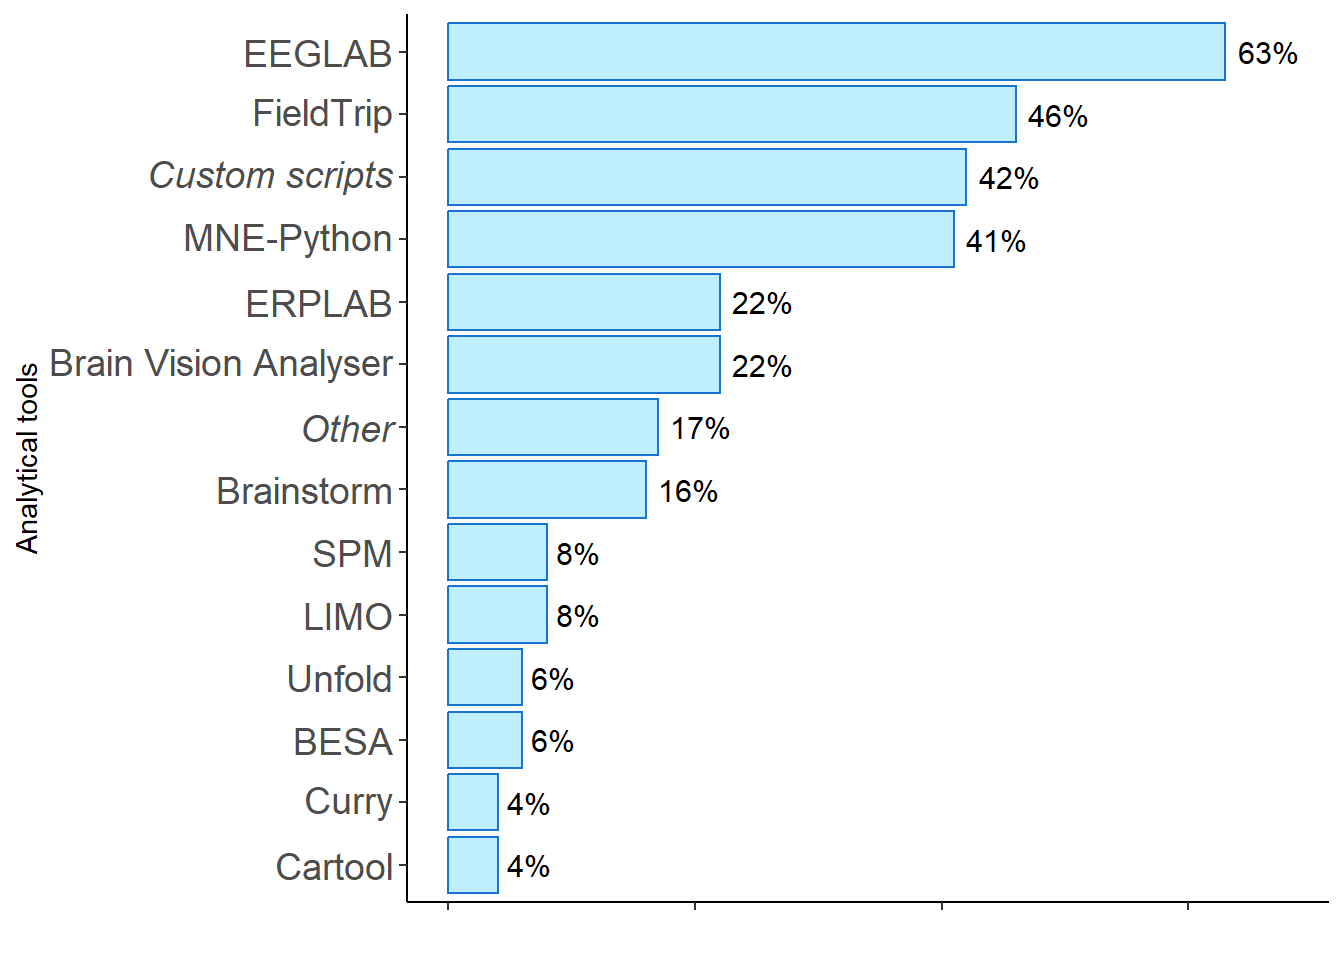 EEGLAB 63%
FieldTrip 46%
Custom scripts 42%
MNE-Python 41%
ERPLAB 22%
Brain Vision Analyser 22%
Other 17%
Brainstorm 16%
SPM 8%
LIMO 8%
Unfold 6%
BESA 6%
Curry 4%
Cartool 4%
Analytical tools